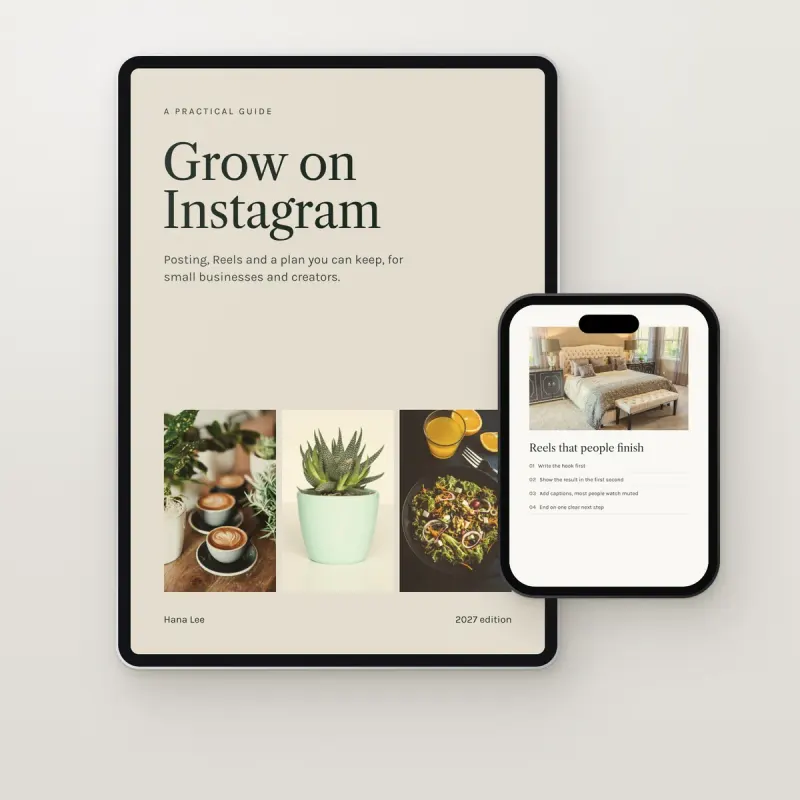 A PRACTICAL GUIDE
Grow on
Instagram
Posting, Reels and a plan you can keep, for
small businesses and creators.
Hana Lee
2027 edition
Reels that people finish
01 Write the hook first
02 Show the result in the first second
03 Add captions, most people watch muted
04 End on one clear next step